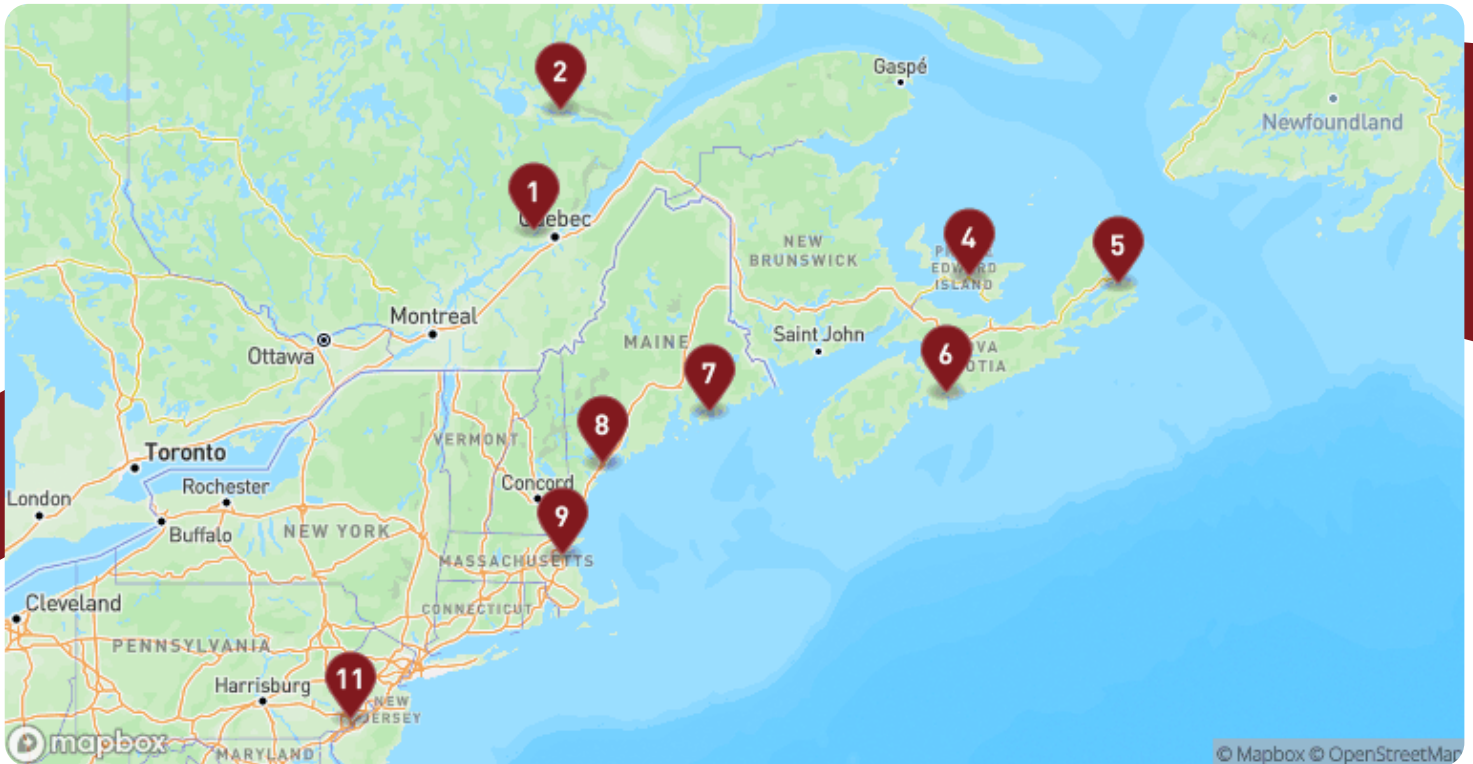 Gaspé
2
Newfoundland
1
Quebec
4
5
NEW
BRUNSWICK
EDWARD
ISLAND
Montreal
Ottawa
Saint John
MAINE
6
7
8
VERMONT
Toronto
Concord
Rochester
London
9
Buffalo
NEW YORK
MASSACHUSETTS
Cleveland
CONNECTICUT
PENNSYLVANIA
11
Harrisburg
NEW
JERSEY
mapbox
MARYLAND
© Mapbox © OpenStreetMap